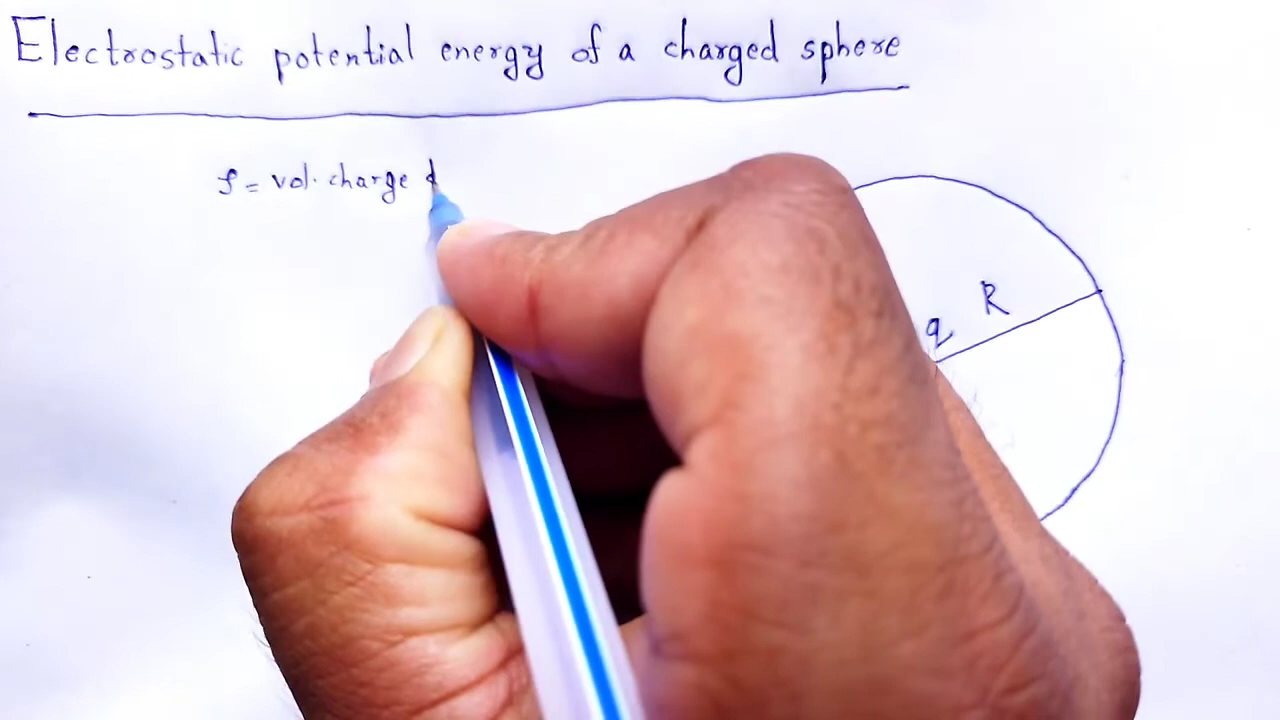 Electrostatic potential energy of a charged sphere
ρ = vol. charge d
R
q